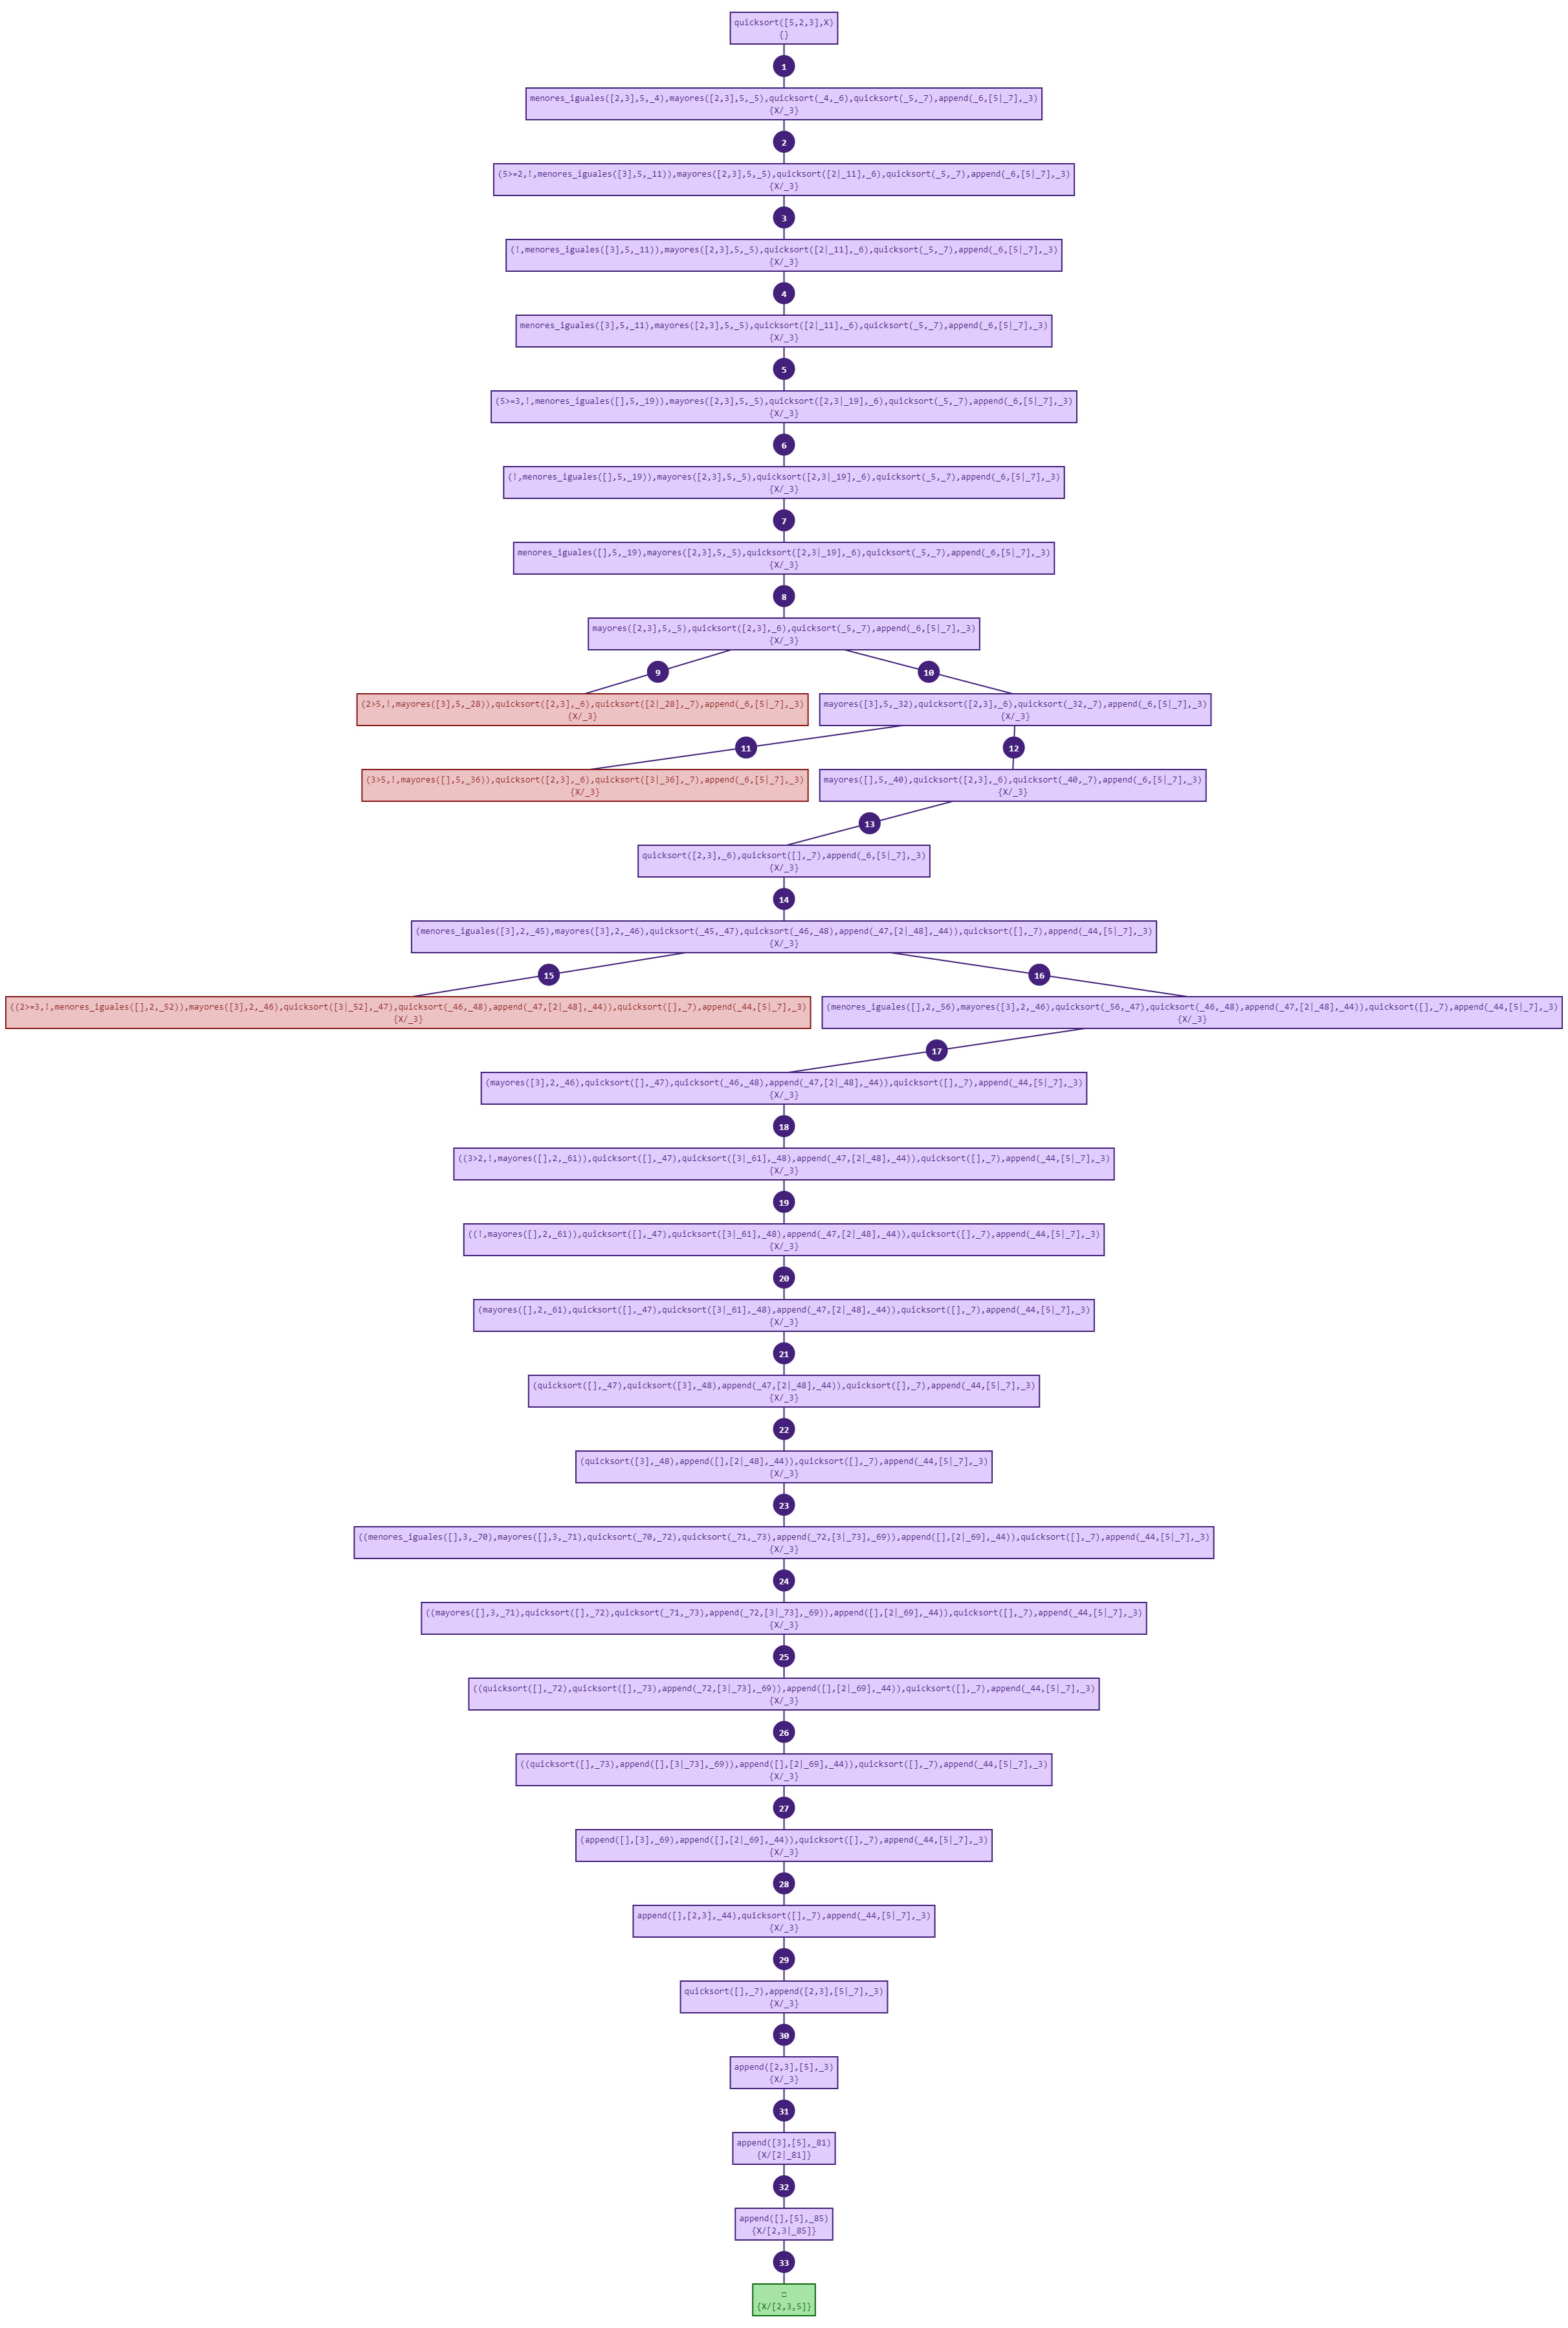 quicksort([5,2,3],X)
{}
1
menores_iguales([2,3],5,_4),mayores([2,3],5,_5),quicksort(_4,_6),quicksort(_5,_7),append(_6,[5|_7],_3)
{X/_3}
2
(5>=2,!,menores_iguales([3],5,_11)),mayores([2,3],5,_5),quicksort([2|_11],_6),quicksort(_5,_7),append(_6,[5|_7],_3)
{X/_3}
3
(!,menores_iguales([3],5,_11)),mayores([2,3],5,_5),quicksort([2|_11],_6),quicksort(_5,_7),append(_6,[5|_7],_3)
{X/_3}
4
menores_iguales([3],5,_11),mayores([2,3],5,_5),quicksort([2|_11],_6),quicksort(_5,_7),append(_6,[5|_7],_3)
{X/_3}
5
(5>=3,!,menores_iguales([],5,_19)),mayores([2,3],5,_5),quicksort([2,3|_19],_6),quicksort(_5,_7),append(_6,[5|_7],_3)
{X/_3}
6
(!,menores_iguales([],5,_19)),mayores([2,3],5,_5),quicksort([2,3|_19],_6),quicksort(_5,_7),append(_6,[5|_7],_3)
{X/_3}
7
menores_iguales([],5,_19),mayores([2,3],5,_5),quicksort([2,3|_19],_6),quicksort(_5,_7),append(_6,[5|_7],_3)
{X/_3}
8
mayores([2,3],5,_5),quicksort([2,3],_6),quicksort(_5,_7),append(_6,[5|_7],_3)
{X/_3}
9
10
(2>5,!,mayores([3],5,_28)),quicksort([2,3],_6),quicksort([2|_28],_7),append(_6,[5|_7],_3)
{X/_3}
mayores([3],5,_32),quicksort([2,3],_6),quicksort(_32,_7),append(_6,[5|_7],_3)
{X/_3}
11
12
(3>5,!,mayores([],5,_36)),quicksort([2,3],_6),quicksort([3|_36],_7),append(_6,[5|_7],_3)
{X/_3}
mayores([],5,_40),quicksort([2,3],_6),quicksort(_40,_7),append(_6,[5|_7],_3)
{X/_3}
13
quicksort([2,3],_6),quicksort([],_7),append(_6,[5|_7],_3)
{X/_3}
14
(menores_iguales([3],2,_45),mayores([3],2,_46),quicksort(_45,_47),quicksort(_46,_48),append(_47,[2|_48],_44)),quicksort([],_7),append(_44,[5|_7],_3)
{X/_3}
15
16
((2>=3,!,menores_iguales([],2,_52)),mayores([3],2,_46),quicksort([3|_52],_47),quicksort(_46,_48),append(_47,[2|_48],_44)),quicksort([],_7),append(_44,[5|_7],_3)
{X/_3}
(menores_iguales([],2,_56),mayores([3],2,_46),quicksort(_56,_47),quicksort(_46,_48),append(_47,[2|_48],_44)),quicksort([],_7),append(_44,[5|_7],_3)
{X/_3}
17
(mayores([3],2,_46),quicksort([],_47),quicksort(_46,_48),append(_47,[2|_48],_44)),quicksort([],_7),append(_44,[5|_7],_3)
{X/_3}
18
((3>2,!,mayores([],2,_61)),quicksort([],_47),quicksort([3|_61],_48),append(_47,[2|_48],_44)),quicksort([],_7),append(_44,[5|_7],_3)
{X/_3}
19
((!,mayores([],2,_61)),quicksort([],_47),quicksort([3|_61],_48),append(_47,[2|_48],_44)),quicksort([],_7),append(_44,[5|_7],_3)
{X/_3}
20
(mayores([],2,_61),quicksort([],_47),quicksort([3|_61],_48),append(_47,[2|_48],_44)),quicksort([],_7),append(_44,[5|_7],_3)
{X/_3}
21
(quicksort([],_47),quicksort([3],_48),append(_47,[2|_48],_44)),quicksort([],_7),append(_44,[5|_7],_3)
{X/_3}
22
(quicksort([3],_48),append([],[2|_48],_44)),quicksort([],_7),append(_44,[5|_7],_3)
{X/_3}
23
((menores_iguales([],3,_70),mayores([],3,_71),quicksort(_70,_72),quicksort(_71,_73),append(_72,[3|_73],_69)),append([],[2|_69],_44)),quicksort([],_7),append(_44,[5|_7],_3)
{X/_3}
24
((mayores([],3,_71),quicksort([],_72),quicksort(_71,_73),append(_72,[3|_73],_69)),append([],[2|_69],_44)),quicksort([],_7),append(_44,[5|_7],_3)
{X/_3}
25
((quicksort([],_72),quicksort([],_73),append(_72,[3|_73],_69)),append([],[2|_69],_44)),quicksort([],_7),append(_44,[5|_7],_3)
{X/_3}
26
((quicksort([],_73),append([],[3|_73],_69)),append([],[2|_69],_44)),quicksort([],_7),append(_44,[5|_7],_3)
{X/_3}
27
(append([],[3],_69),append([],[2|_69],_44)),quicksort([],_7),append(_44,[5|_7],_3)
{X/_3}
28
append([],[2,3],_44),quicksort([],_7),append(_44,[5|_7],_3)
{X/_3}
29
quicksort([],_7),append([2,3],[5|_7],_3)
{X/_3}
30
append([2,3],[5],_3)
{X/_3}
31
append([3],[5],_81)
{X/[2|_81]}
32
append([],[5],_85)
{X/[2,3|_85]}
33
□
{X/[2,3,5]}